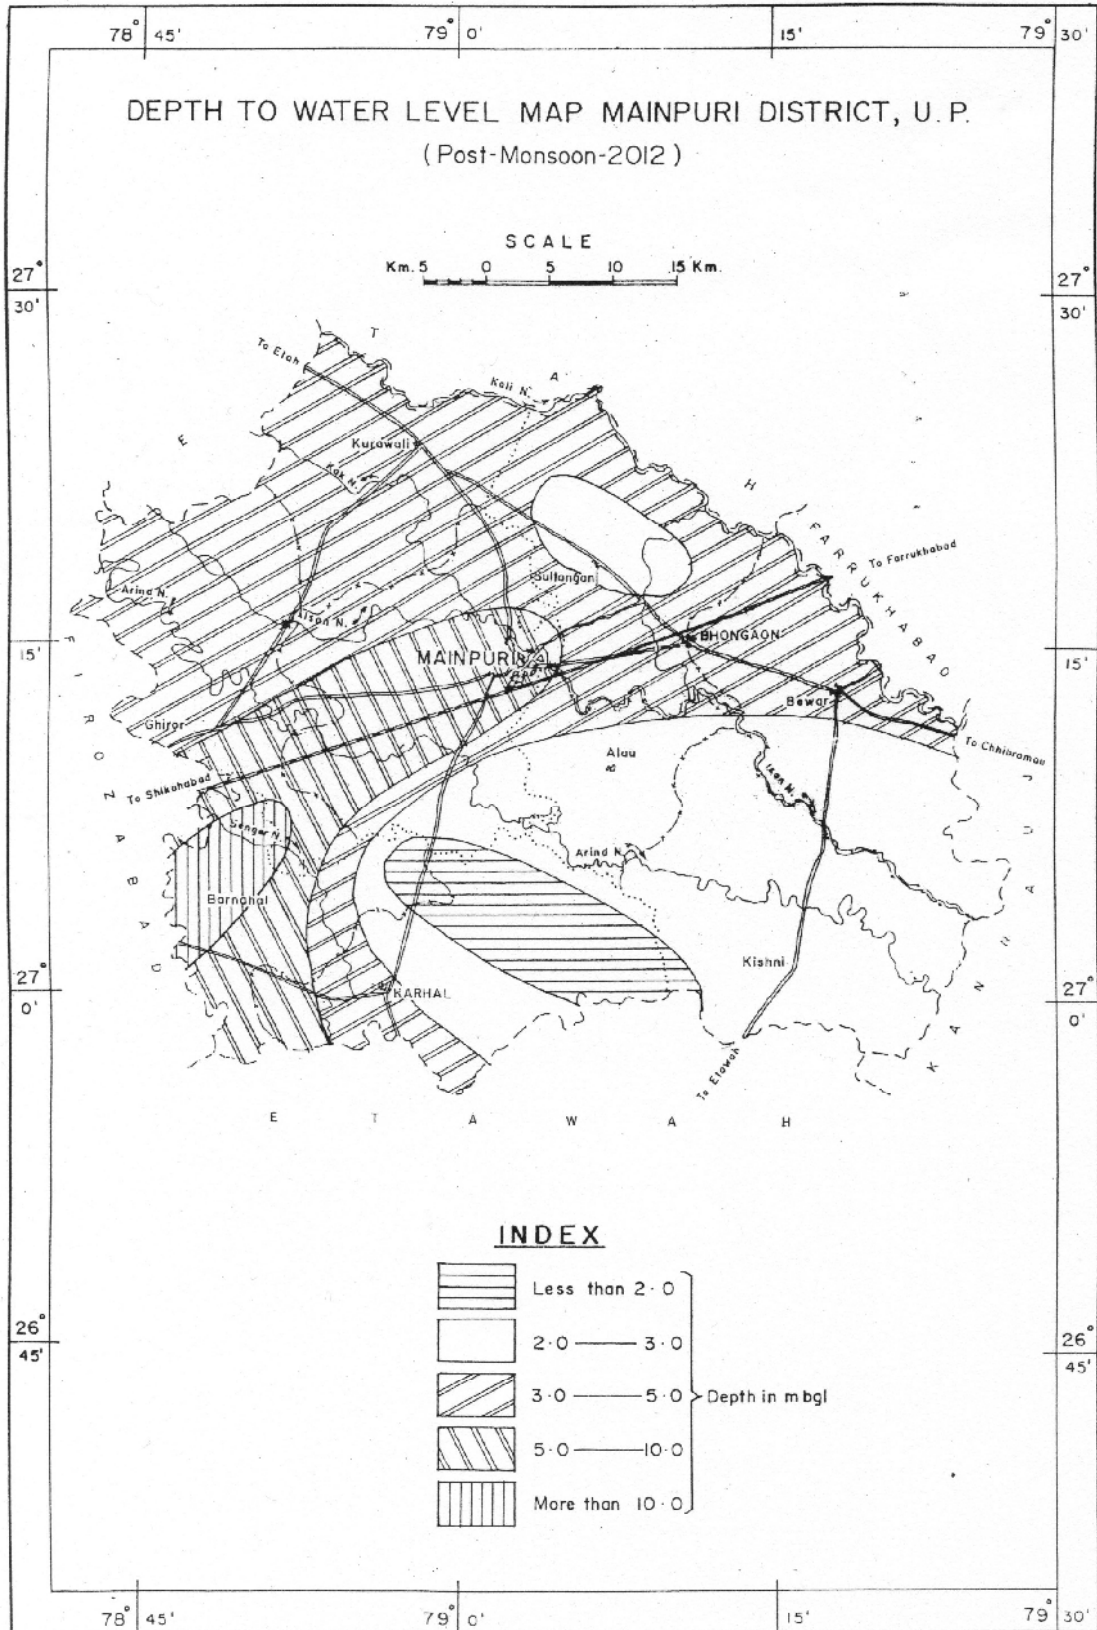 78° 45' 79° 0' 15' 79° 30'
DEPTH TO WATER LEVEL MAP MAINPURI DISTRICT, U.P.
(Post-Monsoon-2012)
SCALE
Km. 5 0 5 10 15 Km.
27° 30'
27° 30'
To Etah
ETAH
Kali N.
Kurawali
Kak N.
FARRUKHABAD
To Farrukhabad
Sultangan
Arind N.
15'
BHONGAON
15'
MAINPURI
Ghiror
Bewar
Alau
To Chhibramau
To Shikohabad
Isan N.
FIROZABAD
Sengar N.
Arind N.
Barnahal
KANNAUJ
Kishni
27° 0'
KARHAL
27° 0'
To Etawah
ETAWAH
INDEX
Less than 2·0
2·0 — 3·0
3·0 — 5·0
Depth in mbgl
5·0 — 10·0
More than 10·0
26° 45'
26° 45'
78° 45' 79° 0' 15' 79° 30'